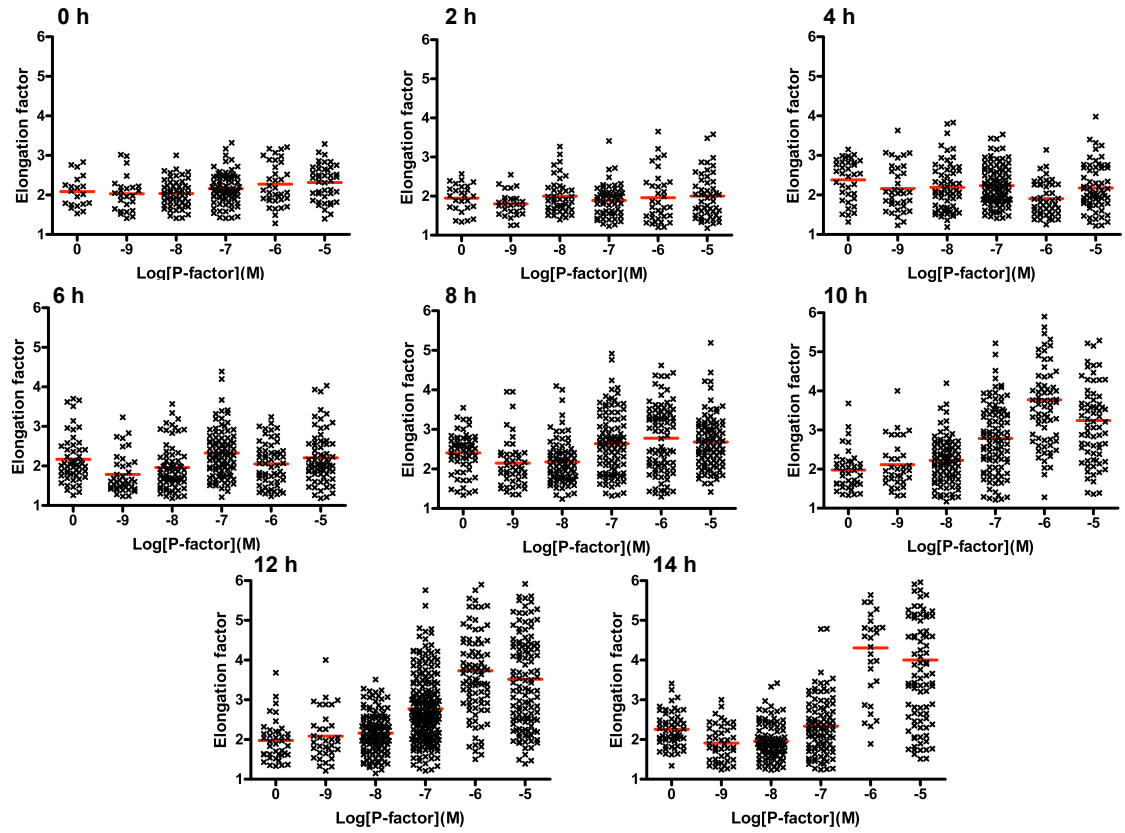 0 h
2 h
4 h
6 6 6
5 5 5
Elongation factor Elongation factor Elongation factor
4 4 4
3 3 3
2 2 2
1 1 1
0 -9 -8 -7 -6 -5 0 -9 -8 -7 -6 -5 0 -9 -8 -7 -6 -5
Log[P-factor](M) Log[P-factor](M) Log[P-factor](M)
6 h
8 h
10 h
6 6 6
5 5 5
Elongation factor Elongation factor Elongation factor
4 4 4
3 3 3
2 2 2
1 1 1
0 -9 -8 -7 -6 -5 0 -9 -8 -7 -6 -5 0 -9 -8 -7 -6 -5
Log[P-factor](M) Log[P-factor](M) Log[P-factor](M)
12 h
14 h
6 6
5 5
Elongation factor Elongation factor
4 4
3 3
2 2
1 1
0 -9 -8 -7 -6 -5 0 -9 -8 -7 -6 -5
Log[P-factor](M) Log[P-factor](M)